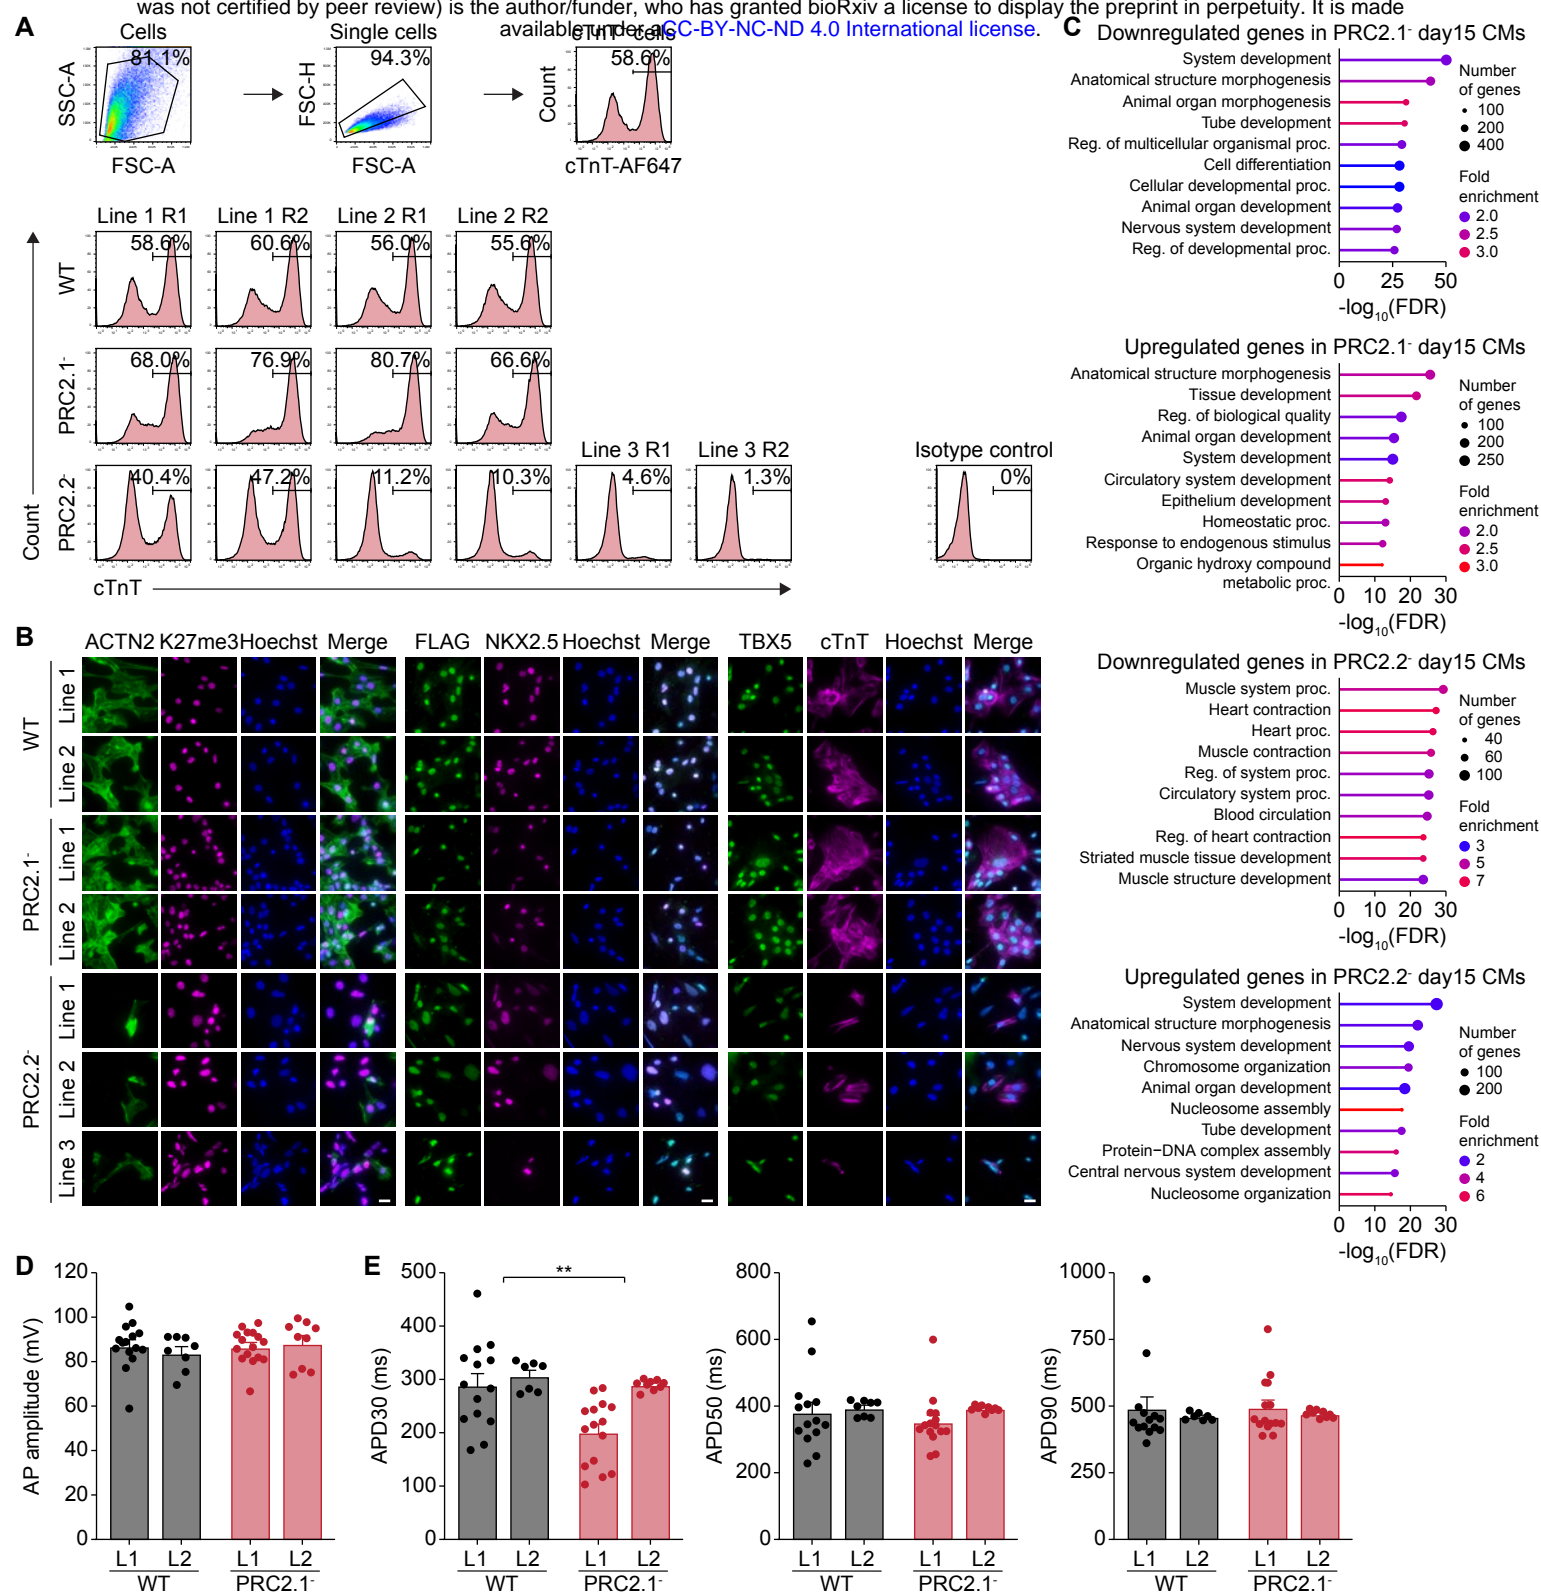 was not certified by peer review) is the author/funder, who has granted bioRxiv a license to display the preprint in perpetuity. It is made
available under aCC-BY-NC-ND 4.0 International license.
A
Cells
81.1%
SSC-A
FSC-A
Single cells
94.3%
FSC-H
FSC-A
cTnT+ cells
58.6%
Count
cTnT-AF647
Line 1 R1
Line 1 R2
Line 2 R1
Line 2 R2
WT
58.6%
60.6%
56.0%
55.6%
PRC2.1-
68.0%
76.9%
80.7%
66.6%
Line 3 R1
Line 3 R2
Isotype control
PRC2.2-
40.4%
47.2%
11.2%
10.3%
4.6%
1.3%
0%
Count
cTnT
B
ACTN2 K27me3 Hoechst Merge
FLAG NKX2.5 Hoechst Merge
TBX5 cTnT Hoechst Merge
WT
Line 1
Line 2
PRC2.1-
Line 1
Line 2
PRC2.2-
Line 1
Line 2
Line 3
C
Downregulated genes in PRC2.1- day15 CMs
System development
Anatomical structure morphogenesis
Animal organ morphogenesis
Tube development
Reg. of multicellular organismal proc.
Cell differentiation
Cellular developmental proc.
Animal organ development
Nervous system development
Reg. of developmental proc.
0 25 50
-log10(FDR)
Number
of genes
100
200
400
Fold
enrichment
2.0
2.5
3.0
Upregulated genes in PRC2.1- day15 CMs
Anatomical structure morphogenesis
Tissue development
Reg. of biological quality
Animal organ development
System development
Circulatory system development
Epithelium development
Homeostatic proc.
Response to endogenous stimulus
Organic hydroxy compound
metabolic proc.
0 10 20 30
-log10(FDR)
Number
of genes
100
200
250
Fold
enrichment
2.0
2.5
3.0
Downregulated genes in PRC2.2- day15 CMs
Muscle system proc.
Heart contraction
Heart proc.
Muscle contraction
Reg. of system proc.
Circulatory system proc.
Blood circulation
Reg. of heart contraction
Striated muscle tissue development
Muscle structure development
0 10 20 30
-log10(FDR)
Number
of genes
40
60
100
Fold
enrichment
3
5
7
Upregulated genes in PRC2.2- day15 CMs
System development
Anatomical structure morphogenesis
Nervous system development
Chromosome organization
Animal organ development
Nucleosome assembly
Tube development
Protein−DNA complex assembly
Central nervous system development
Nucleosome organization
0 10 20 30
-log10(FDR)
Number
of genes
100
200
Fold
enrichment
2
4
6
D
AP amplitude (mV)
120
100
80
60
40
20
0
L1 L2 L1 L2
WT PRC2.1-
E
APD30 (ms)
500
400
300
200
100
0
**
L1 L2 L1 L2
WT PRC2.1-
APD50 (ms)
800
600
400
200
0
L1 L2 L1 L2
WT PRC2.1-
APD90 (ms)
1000
750
500
250
0
L1 L2 L1 L2
WT PRC2.1-